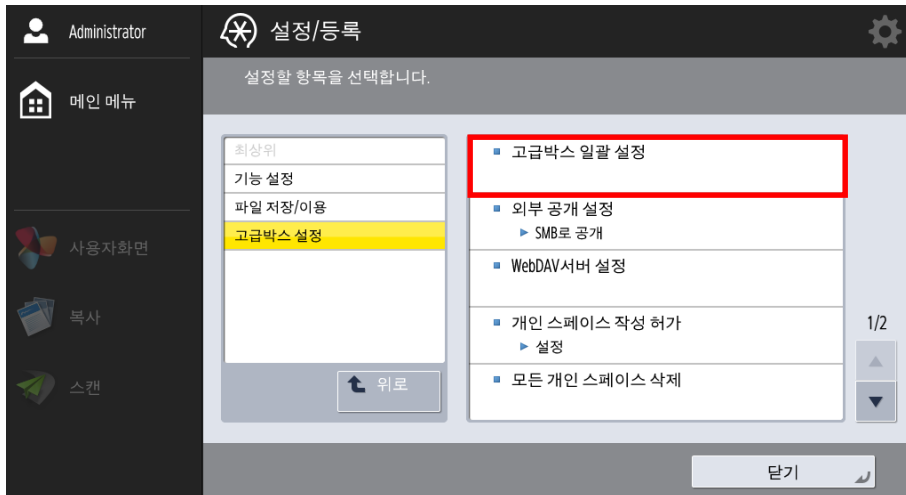 Administrator
설정/등록
메인 메뉴
설정할 항목을 선택합니다.
최상위
기능 설정
파일 저장/이용
고급박스 설정
위로
고급박스 일괄 설정
외부 공개 설정
SMB로 공개
WebDAV서버 설정
개인 스페이스 작성 허가
설정
모든 개인 스페이스 삭제
1/2
사용자화면
복사
스캔
닫기